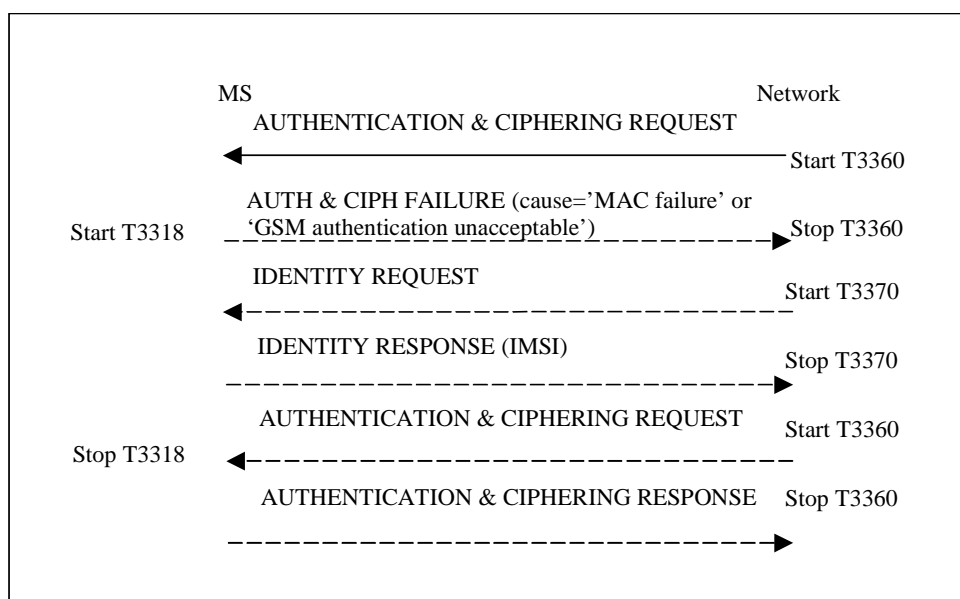 MS Network
AUTHENTICATION & CIPHERING REQUEST
Start T3360
AUTH & CIPH FAILURE (cause=’MAC failure’ or
Start T3318 ‘GSM authentication unacceptable’) Stop T3360
IDENTITY REQUEST
Start T3370
IDENTITY RESPONSE (IMSI)
Stop T3370
AUTHENTICATION & CIPHERING REQUEST
Start T3360
Stop T3318
AUTHENTICATION & CIPHERING RESPONSE Stop T3360